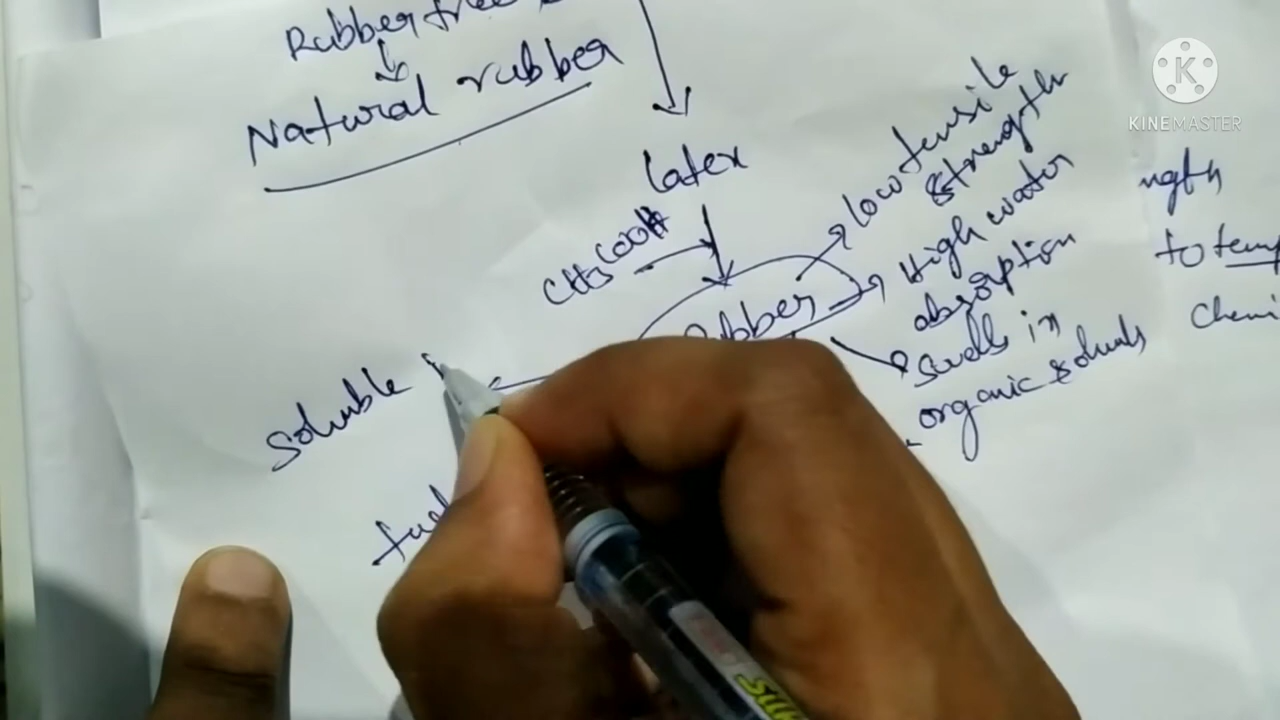 Rubber tree
Natural rubber
latex
CH3COOH
Rubber
low tensile
strength
High water
absorption
swells in
organic solvents
soluble
fuel
ngth
to temp
chemi
KINEMASTER